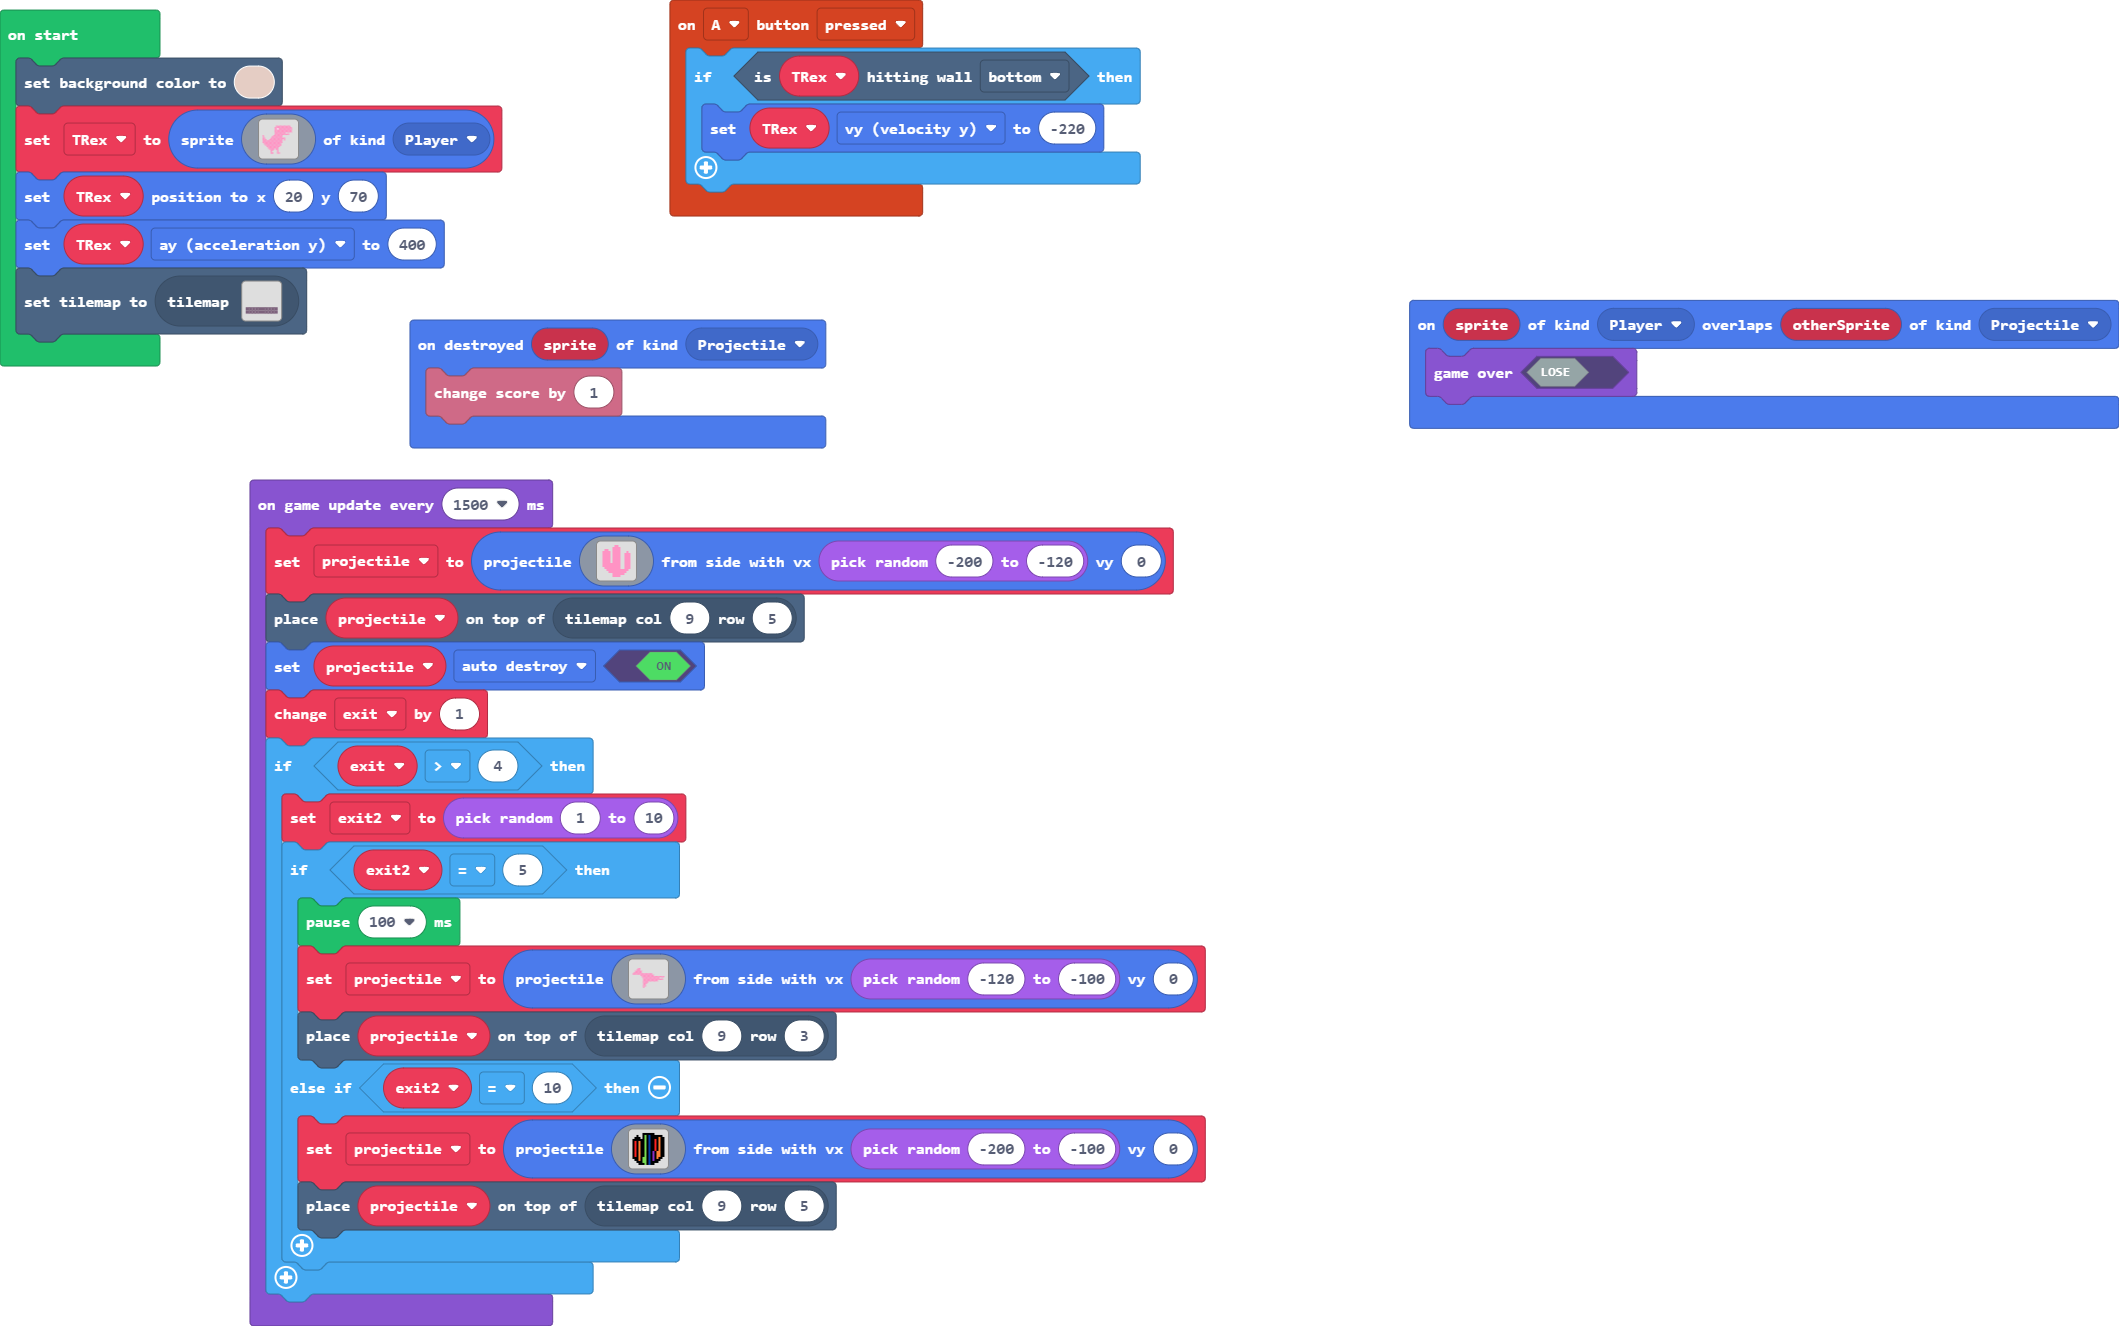 on start
set background color to
set TRex to sprite of kind Player
set TRex position to x 20 y 70
set TRex ay (acceleration y) to 400
set tilemap to tilemap
on A button pressed
if is TRex hitting wall bottom then
set TRex vy (velocity y) to -220
on destroyed sprite of kind Projectile
change score by 1
on sprite of kind Player overlaps otherSprite of kind Projectile
game over LOSE
on game update every 1500 ms
set projectile to projectile from side with vx pick random -200 to -120 vy 0
place projectile on top of tilemap col 9 row 5
set projectile auto destroy ON
change exit by 1
if exit > 4 then
set exit2 to pick random 1 to 10
if exit2 = 5 then
pause 100 ms
set projectile to projectile from side with vx pick random -120 to -100 vy 0
place projectile on top of tilemap col 9 row 3
else if exit2 = 10 then
set projectile to projectile from side with vx pick random -200 to -100 vy 0
place projectile on top of tilemap col 9 row 5